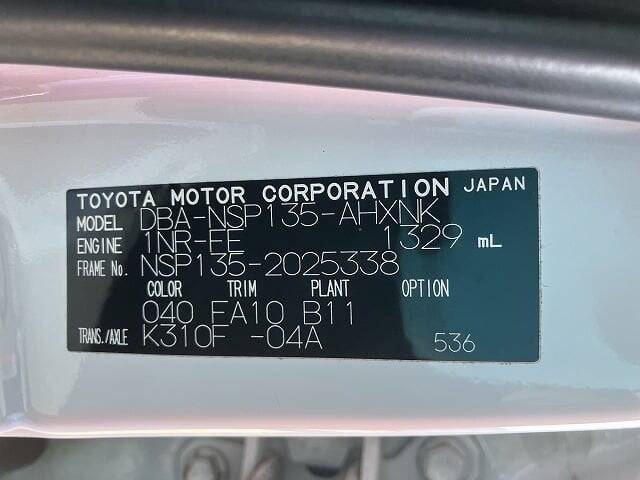 TOYOTA MOTOR CORPORATION JAPAN
MODEL DBA-NSP135-AHXNK
ENGINE 1NR-FE 1329 mL
FRAME No. NSP135-2025338
COLOR TRIM PLANT OPTION
040 FA10 B11
TRANS./AXLE K310F -04A 536